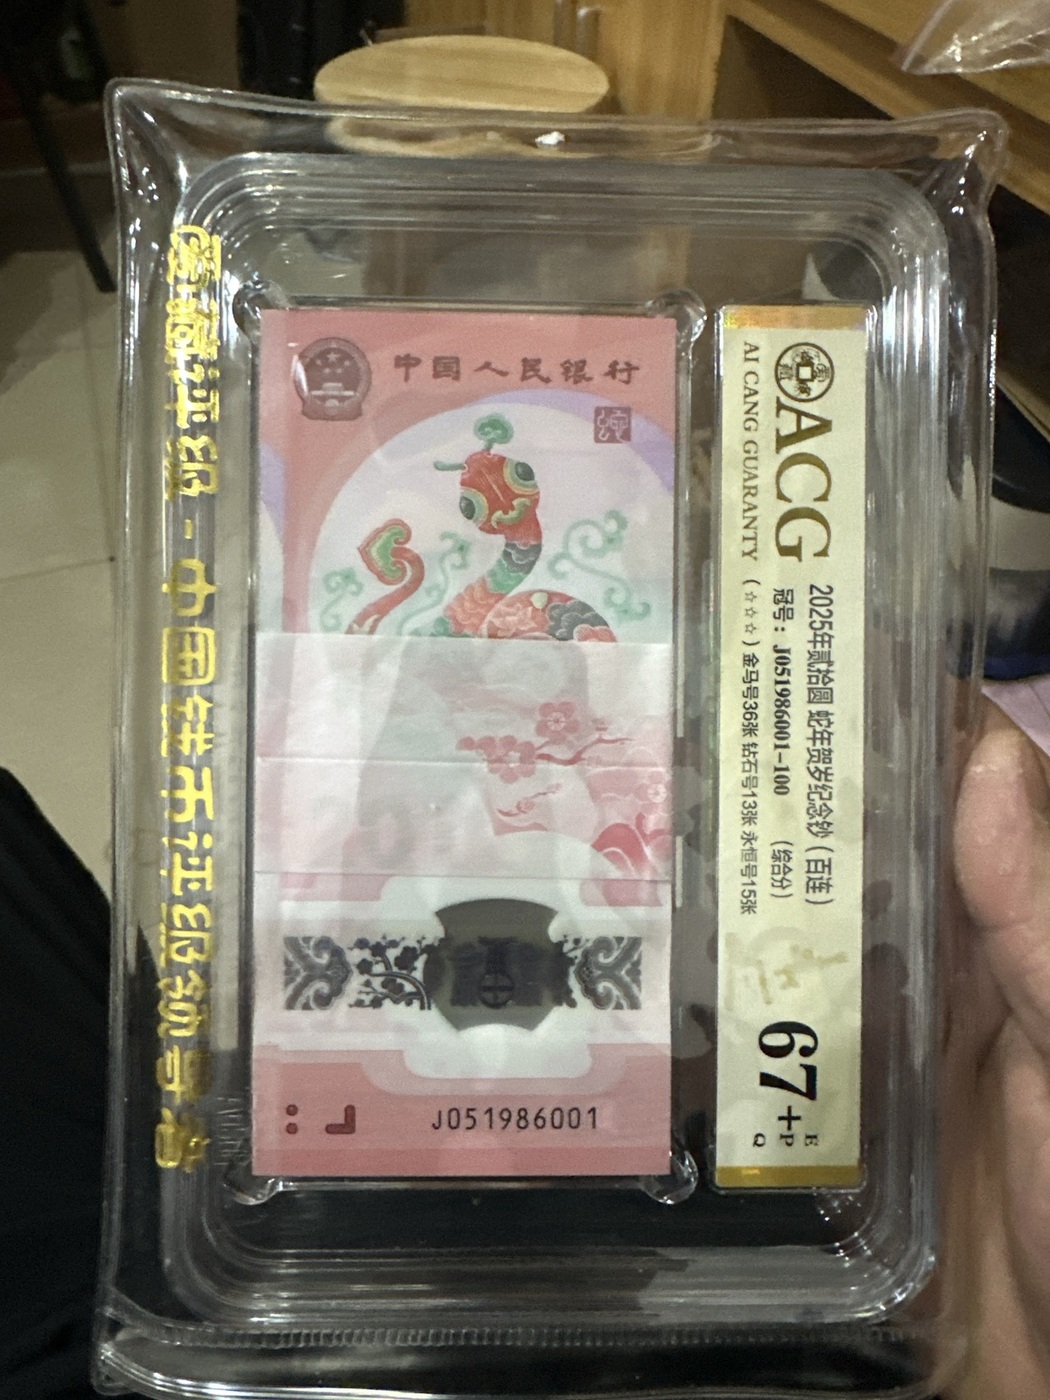 爱藏评级-中国钱币评级领导者
中国人民银行
J051986001
ACG
AI CANG GUARANTY
2025年贰拾圆 蛇年贺岁纪念钞(百连)
冠号:J051986001-100 (综合分)
(☆☆☆) 金马号36张 钻石号13张 永恒号15张
67+
E
P
Q